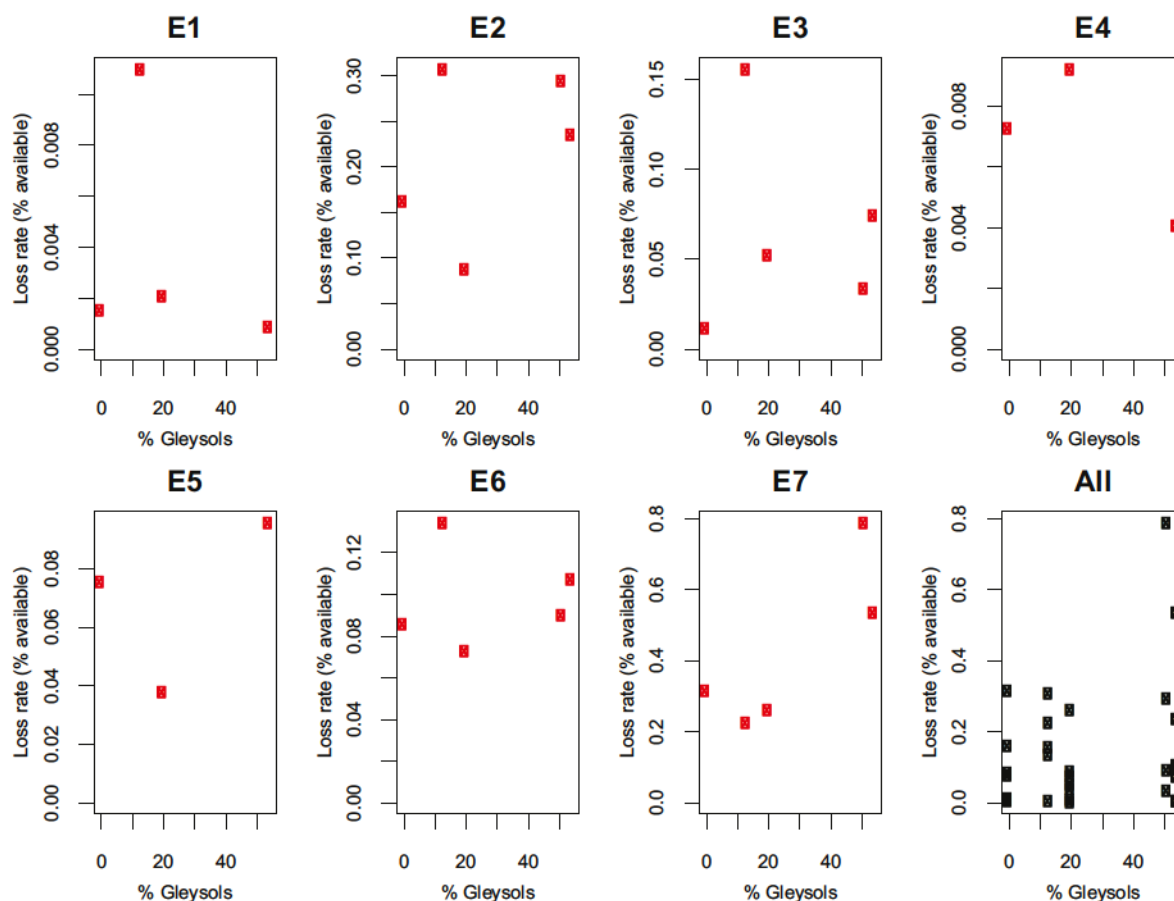 E1 E2 E3 E4
Loss rate (% available) Loss rate (% available) Loss rate (% available) Loss rate (% available)
0.008 0.30 0.15 0.008
0.20 0.10
0.004 0.10 0.05 0.004
0.000 0.00 0.00 0.000
0 20 40 0 20 40 0 20 40 0 20 40
% Gleysols % Gleysols % Gleysols % Gleysols
E5 E6 E7 All
Loss rate (% available) Loss rate (% available) Loss rate (% available) Loss rate (% available)
0.8 0.8
0.08 0.12
0.06 0.6 0.6
0.08
0.04 0.4 0.4
0.04
0.02 0.2 0.2
0.00 0.00 0.0 0.0
0 20 40 0 20 40 0 20 40 0 20 40
% Gleysols % Gleysols % Gleysols % Gleysols